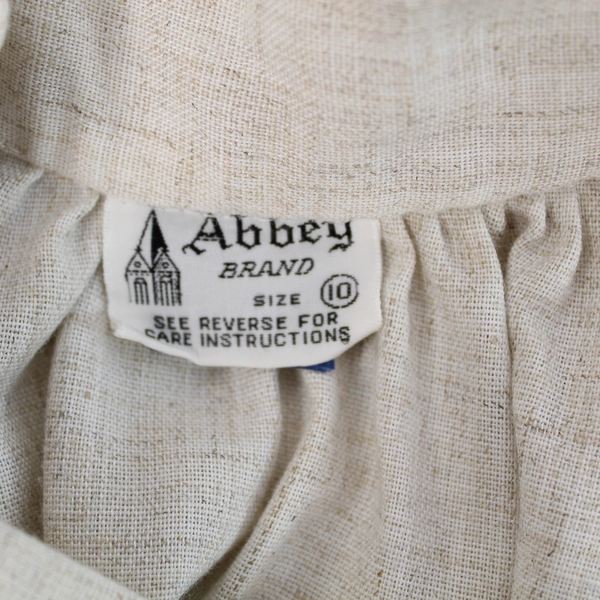 Abbey
BRAND
SIZE 10
SEE REVERSE FOR
CARE INSTRUCTIONS